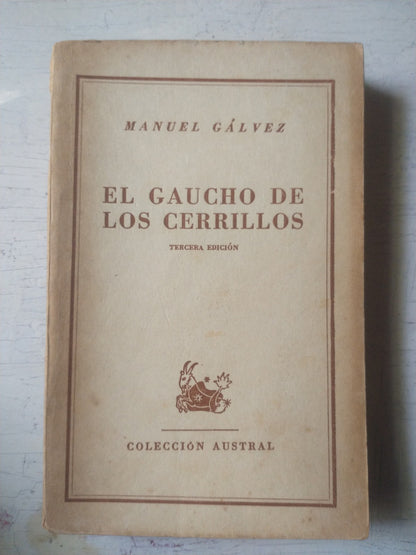 MANUEL GÁLVEZ
EL GAUCHO DE
LOS CERRILLOS
TERCERA EDICIÓN
COLECCIÓN AUSTRAL